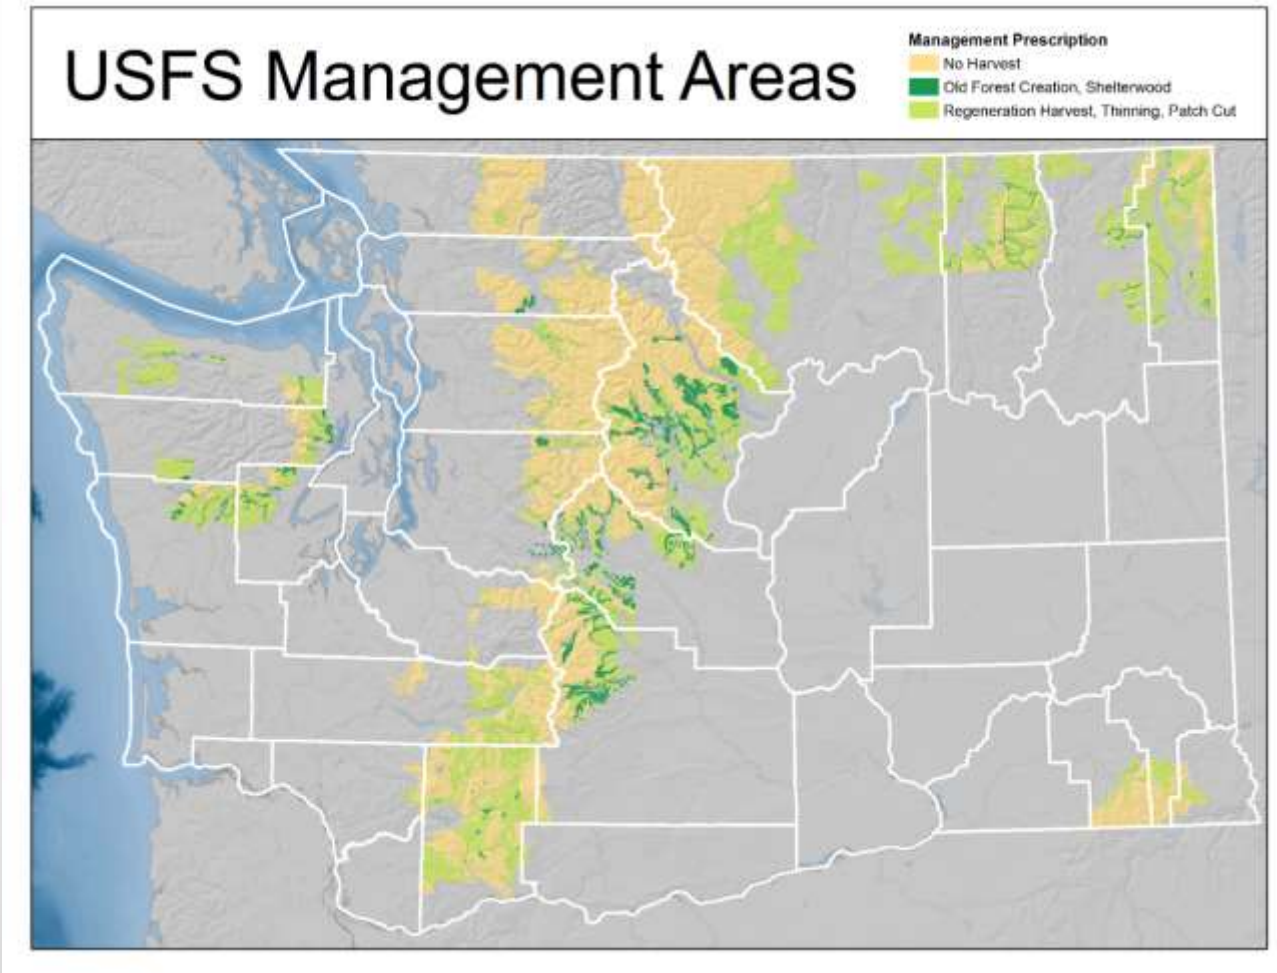 USFS Management Areas
Management Prescription
No Harvest
Old Forest Creation, Shelterwood
Regeneration Harvest, Thinning, Patch Cut